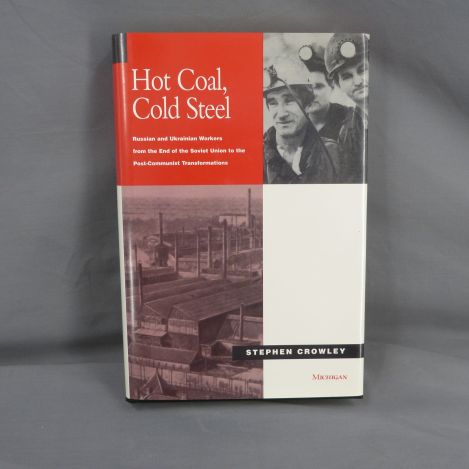 Hot Coal,
Cold Steel
Russian and Ukrainian Workers
from the End of the Soviet Union to the
Post-Communist Transformations
STEPHEN CROWLEY
MICHIGAN